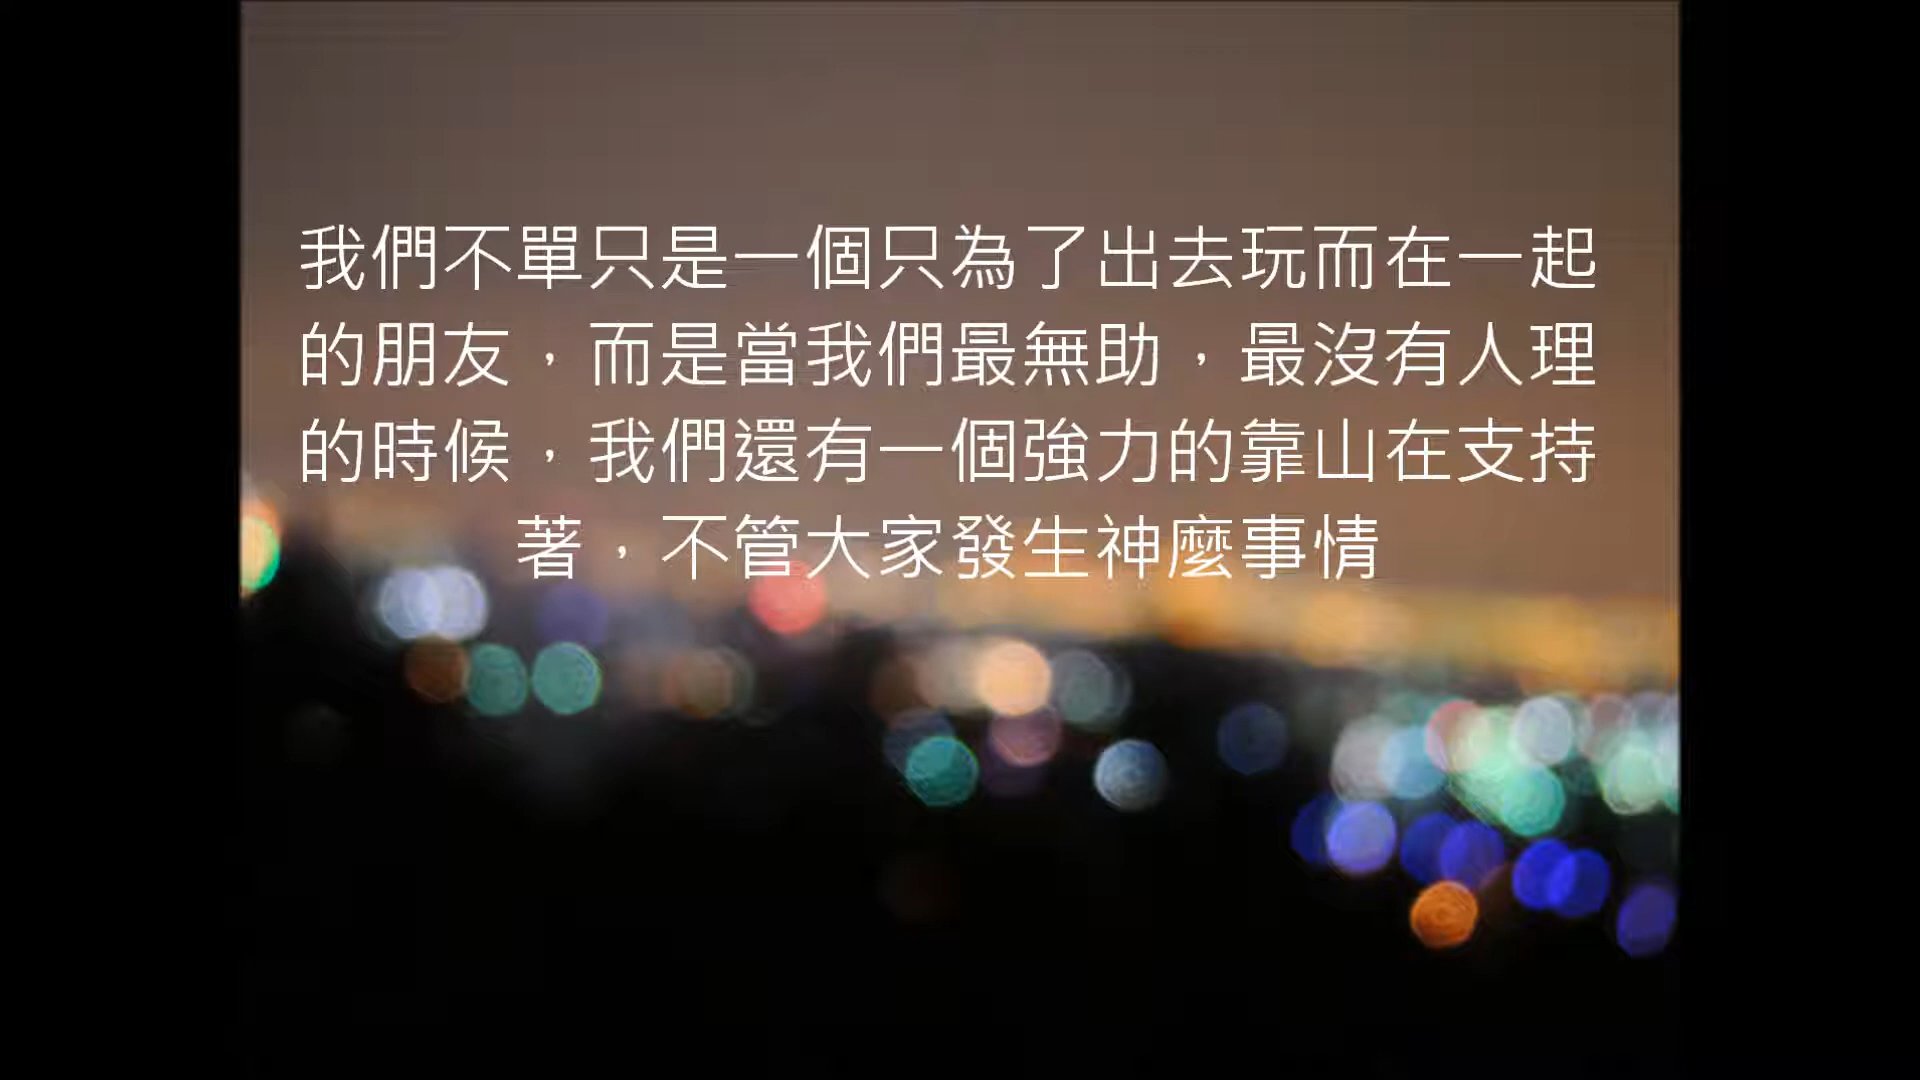 我們不單只是一個只為了出去玩而在一起
的朋友，而是當我們最無助，最沒有人理
的時候，我們還有一個強力的靠山在支持
著，不管大家發生神麼事情